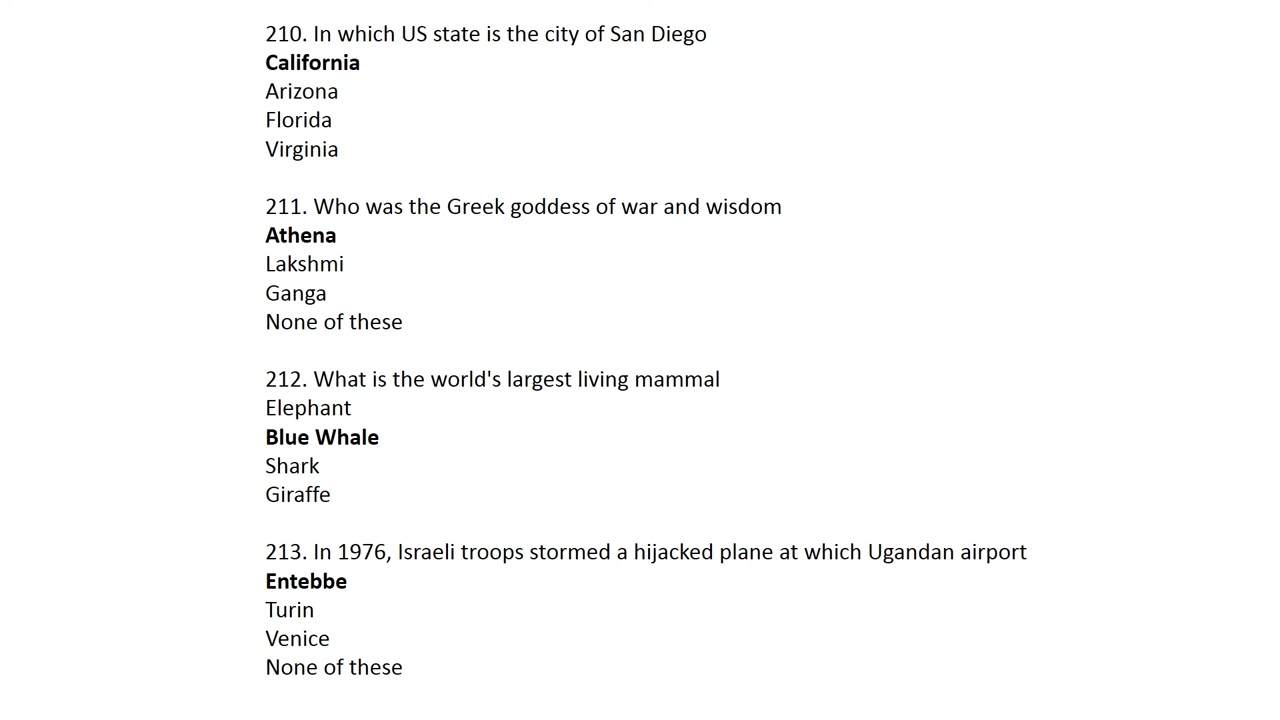 210. In which US state is the city of San Diego
California
Arizona
Florida
Virginia
211. Who was the Greek goddess of war and wisdom
Athena
Lakshmi
Ganga
None of these
212. What is the world's largest living mammal
Elephant
Blue Whale
Shark
Giraffe
213. In 1976, Israeli troops stormed a hijacked plane at which Ugandan airport
Entebbe
Turin
Venice
None of these